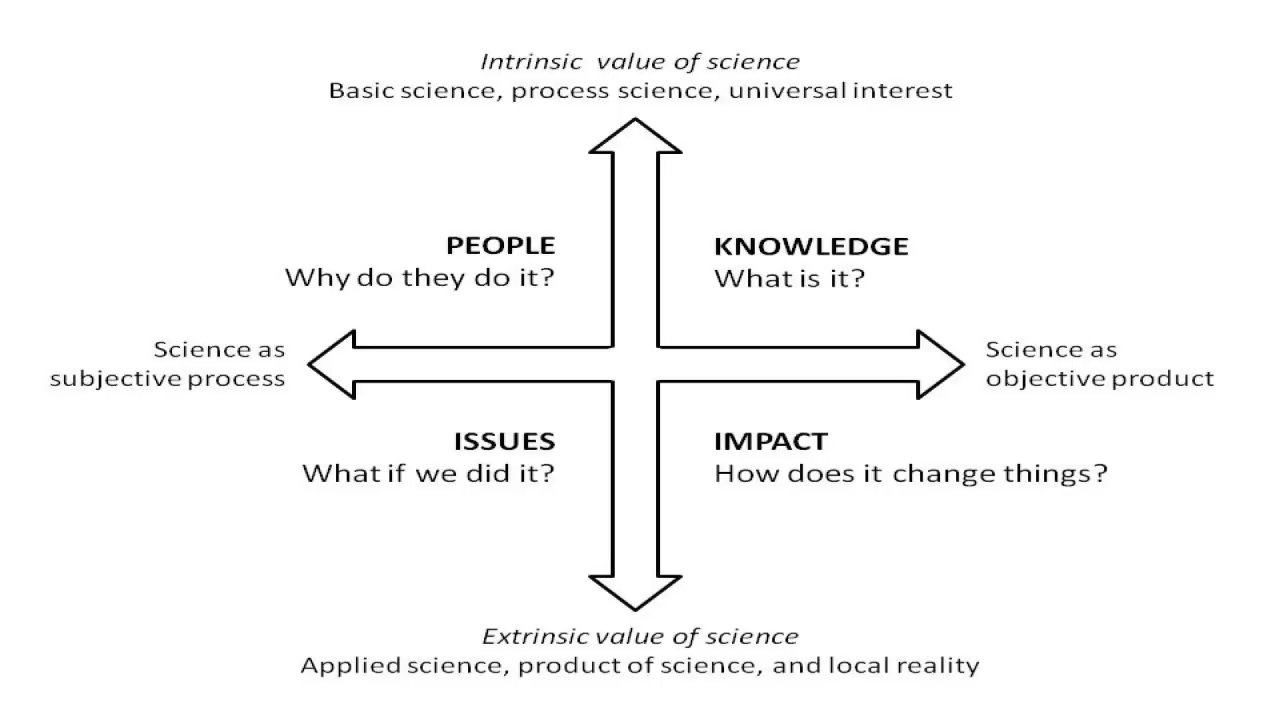 Intrinsic value of science
Basic science, process science, universal interest
PEOPLE
Why do they do it?
KNOWLEDGE
What is it?
Science as
subjective process
Science as
objective product
ISSUES
What if we did it?
IMPACT
How does it change things?
Extrinsic value of science
Applied science, product of science, and local reality